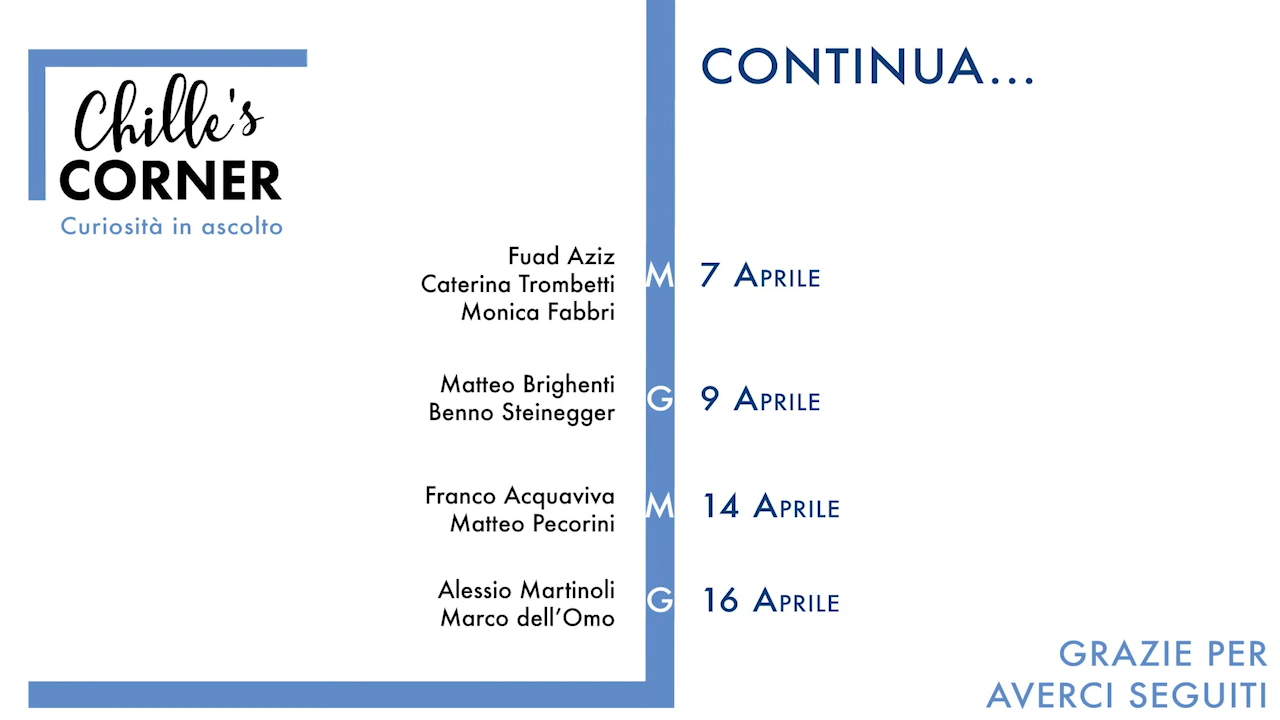 Chille's
CORNER
Curiosità in ascolto
CONTINUA...
Fuad Aziz
Caterina Trombetti
Monica Fabbri
M 7 APRILE
Matteo Brighenti
Benno Steinegger
G 9 APRILE
Franco Acquaviva
Matteo Pecorini
M 14 APRILE
Alessio Martinoli
Marco dell'Omo
G 16 APRILE
GRAZIE PER
AVERCI SEGUITI